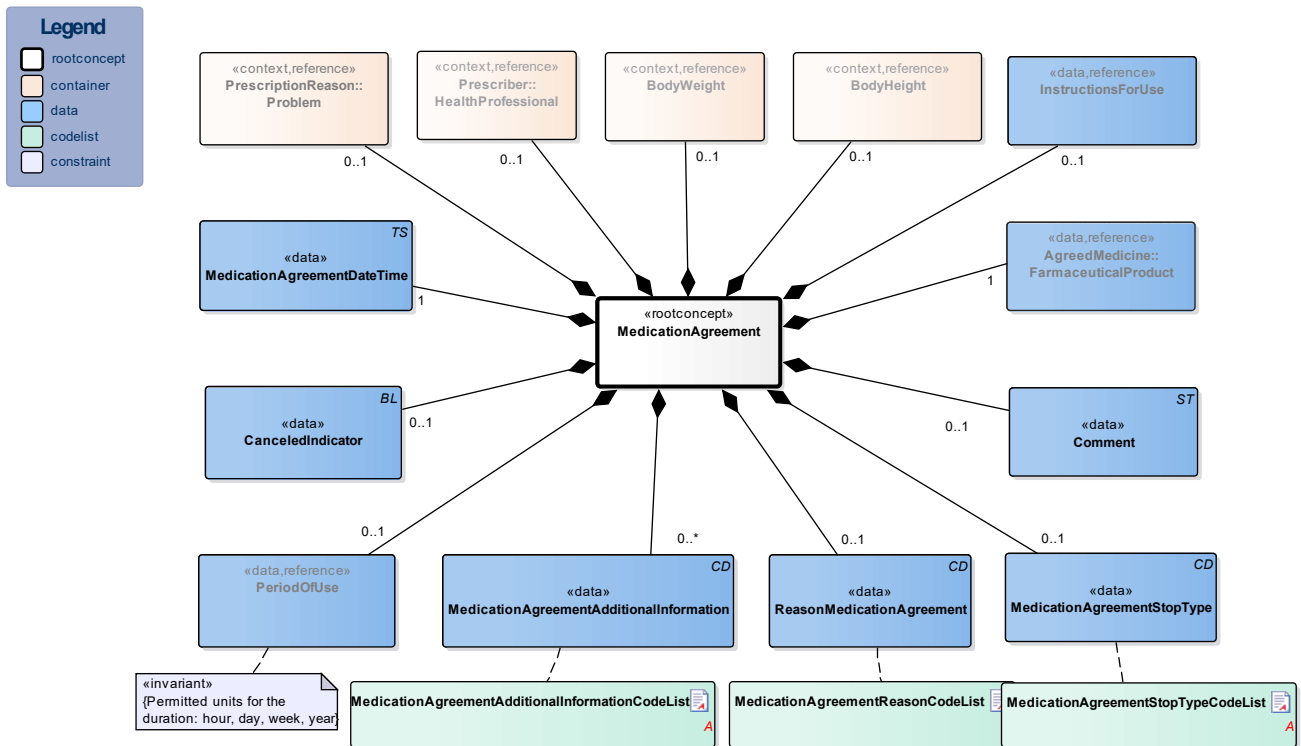 Legend
rootconcept
container
data
codelist
constraint
«context,reference»
PrescriptionReason::
Problem
«context,reference»
Prescriber::
HealthProfessional
«context,reference»
BodyWeight
«context,reference»
BodyHeight
«data,reference»
InstructionsForUse
0..1
0..1
0..1
0..1
0..1
TS
«data»
MedicationAgreementDateTime
1
«data,reference»
AgreedMedicine::
FarmaceuticalProduct
1
«rootconcept»
MedicationAgreement
BL
«data»
CanceledIndicator
0..1
ST
«data»
Comment
0..1
0..1
0..*
0..1
0..1
«data,reference»
PeriodOfUse
CD
«data»
MedicationAgreementAdditionalInformation
CD
«data»
ReasonMedicationAgreement
CD
«data»
MedicationAgreementStopType
«invariant»
{Permitted units for the
duration: hour, day, week, year}
MedicationAgreementAdditionalInformationCodeList
A
MedicationAgreementReasonCodeList
MedicationAgreementStopTypeCodeList
A